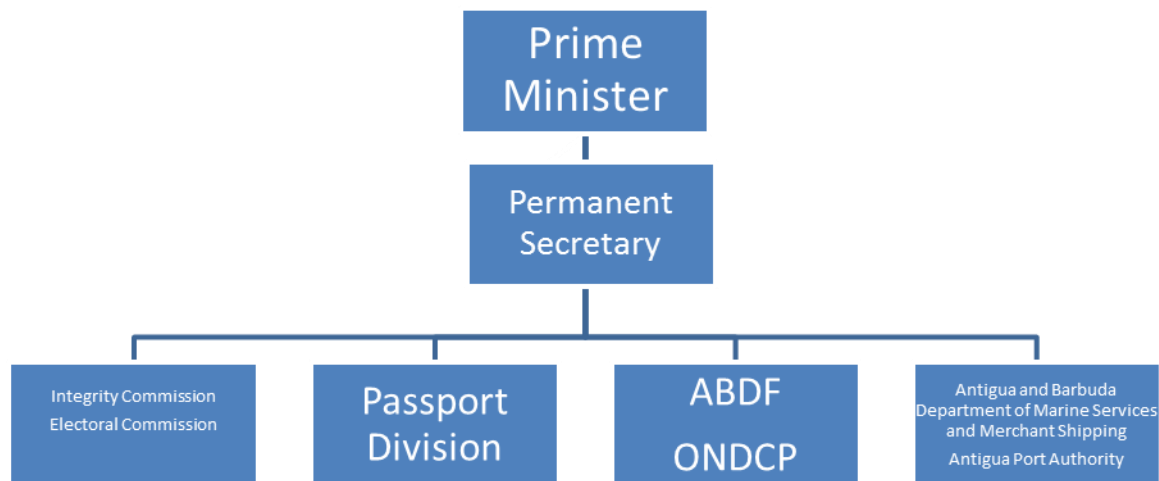 Prime
Minister
Permanent
Secretary
Integrity Commission
Electoral Commission
Passport
Division
ABDF
ONDCP
Antigua and Barbuda
Department of Marine Services
and Merchant Shipping
Antigua Port Authority